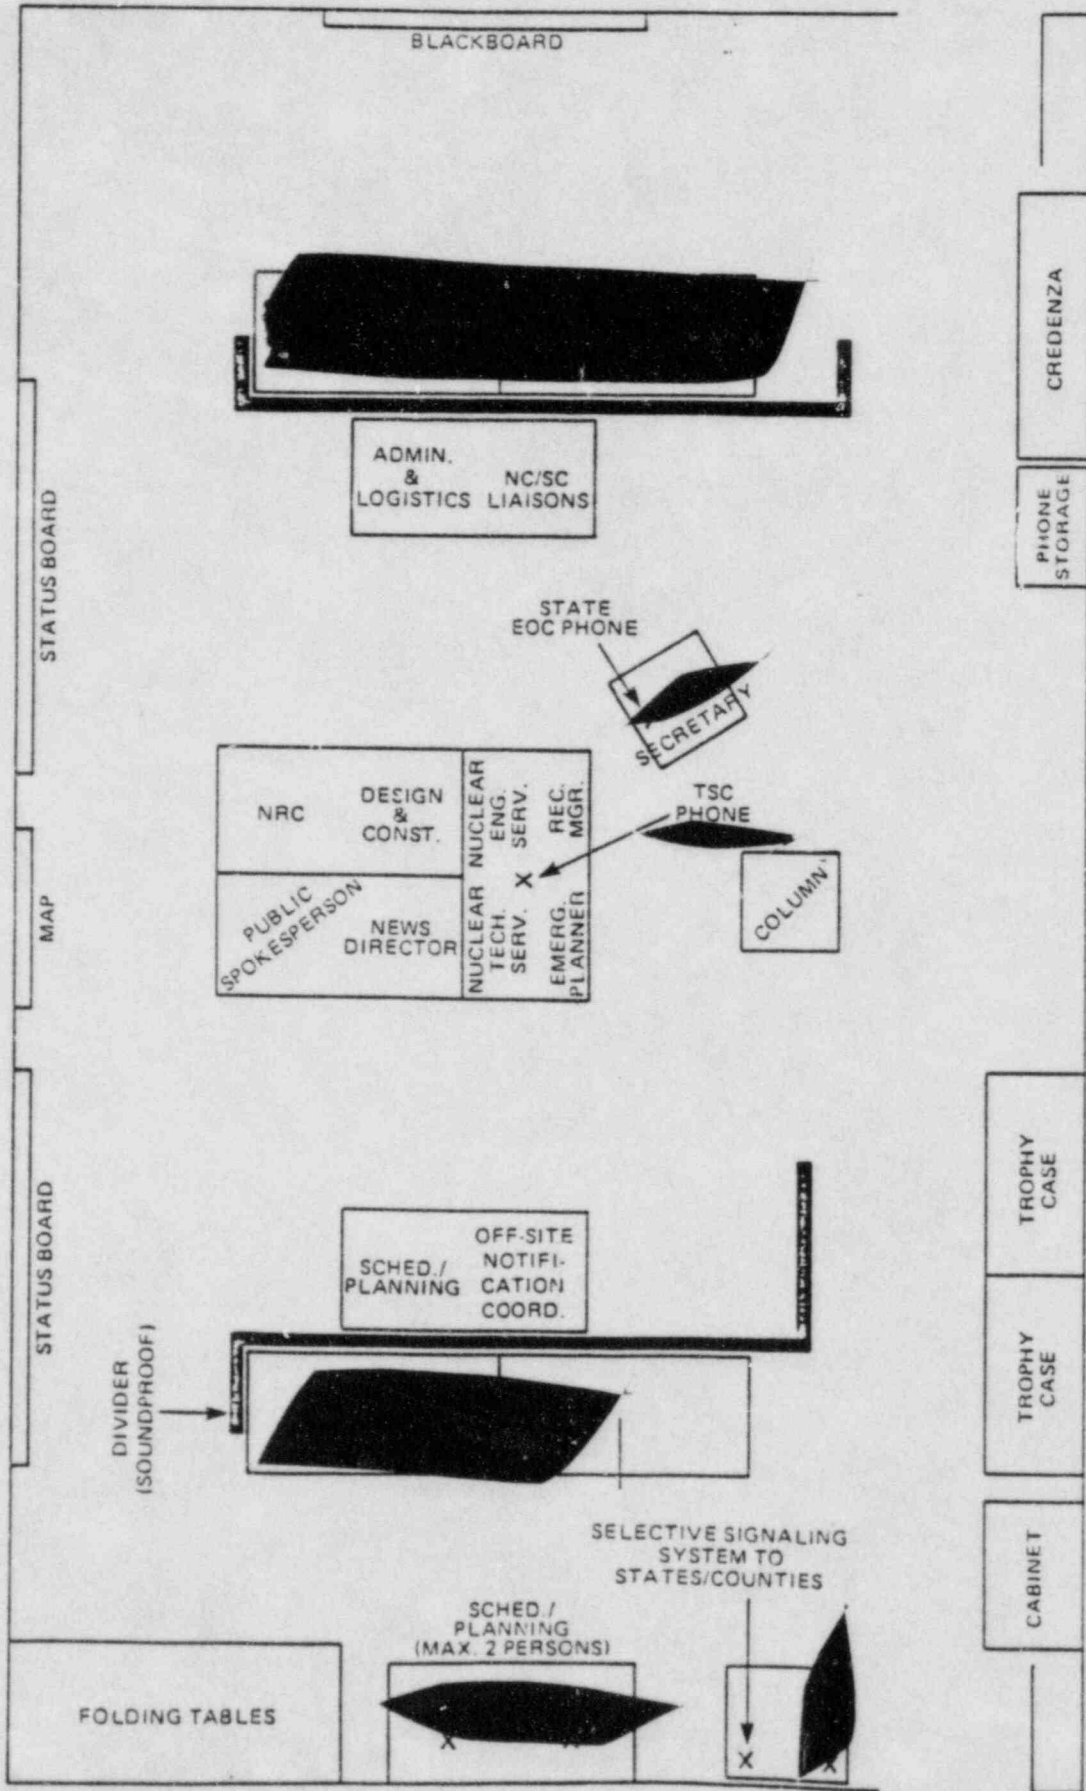 BLACKBOARD
CREDENZA
STATUS BOARD
ADMIN.
&
LOGISTICS
NC/SC
LIAISONS
PHONE
STORAGE
STATE
EOC PHONE
X
SECRETARY
NRC
DESIGN
&
CONST.
NUCLEAR
ENG.
SERV.
REC.
MGR.
TSC
PHONE
X
MAP
PUBLIC
SPOKESPERSON
NEWS
DIRECTOR
NUCLEAR
TECH.
SERV.
EMERG.
PLANNER
COLUMN
STATUS BOARD
SCHED./
PLANNING
OFF-SITE
NOTIFI-
CATION
COORD.
TROPHY
CASE
TROPHY
CASE
DIVIDER
(SOUNDPROOF)
SELECTIVE SIGNALING
SYSTEM TO
STATES/COUNTIES
CABINET
SCHED./
PLANNING
(MAX. 2 PERSONS)
FOLDING TABLES
X
X
X
X